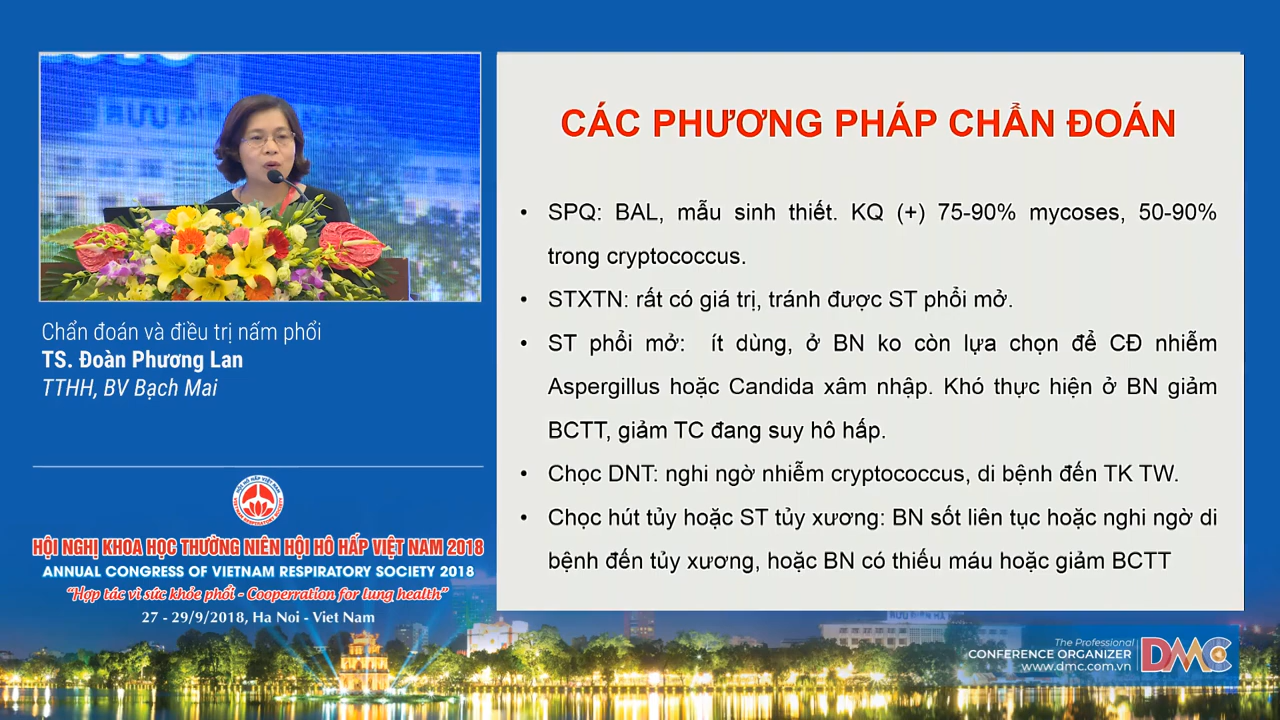 HỮU
CÁC PHƯƠNG PHÁP CHẨN ĐOÁN
• SPQ: BAL, mẫu sinh thiết. KQ (+) 75-90% mycoses, 50-90%
trong cryptococcus.
• STXTN: rất có giá trị, tránh được ST phổi mở.
• ST phổi mở: ít dùng, ở BN ko còn lựa chọn để CĐ nhiễm
Aspergillus hoặc Candida xâm nhập. Khó thực hiện ở BN giảm
BCTT, giảm TC đang suy hô hấp.
• Chọc DNT: nghi ngờ nhiễm cryptococcus, di bệnh đến TK TW.
• Chọc hút tủy hoặc ST tủy xương: BN sốt liên tục hoặc nghi ngờ di
bệnh đến tủy xương, hoặc BN có thiếu máu hoặc giảm BCTT
Chẩn đoán và điều trị nấm phổi
TS. Đoàn Phương Lan
TTHH, BV Bạch Mai
HỘI NGHỊ KHOA HỌC THƯỜNG NIÊN HỘI HÔ HẤP VIỆT NAM 2018
ANNUAL CONGRESS OF VIETNAM RESPIRATORY SOCIETY 2018
“Hợp tác vì sức khỏe phổi - Cooperration for lung health”
27 - 29/9/2018, Ha Noi - Viet Nam
The Professional
CONFERENCE ORGANIZER
www.dmc.com.vn
DMC